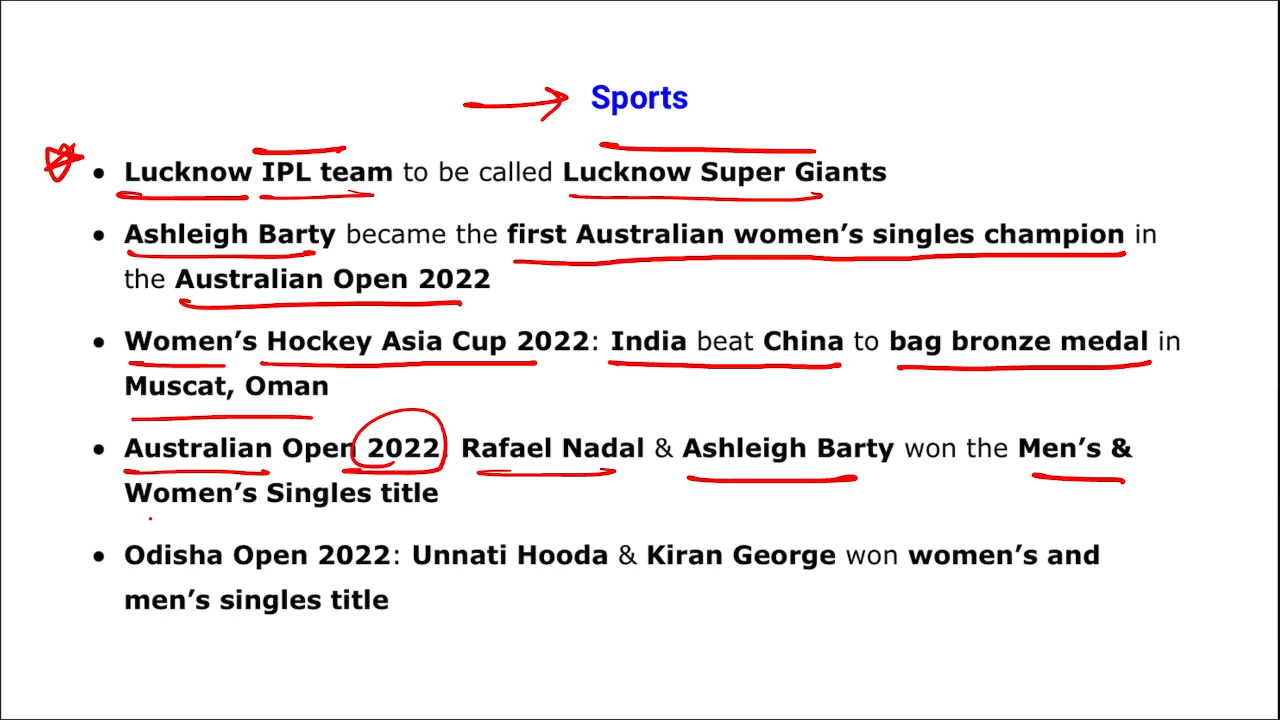 Sports
• Lucknow IPL team to be called Lucknow Super Giants
• Ashleigh Barty became the first Australian women’s singles champion in
the Australian Open 2022
• Women’s Hockey Asia Cup 2022: India beat China to bag bronze medal in
Muscat, Oman
• Australian Open 2022 Rafael Nadal & Ashleigh Barty won the Men’s &
Women’s Singles title
• Odisha Open 2022: Unnati Hooda & Kiran George won women’s and
men’s singles title